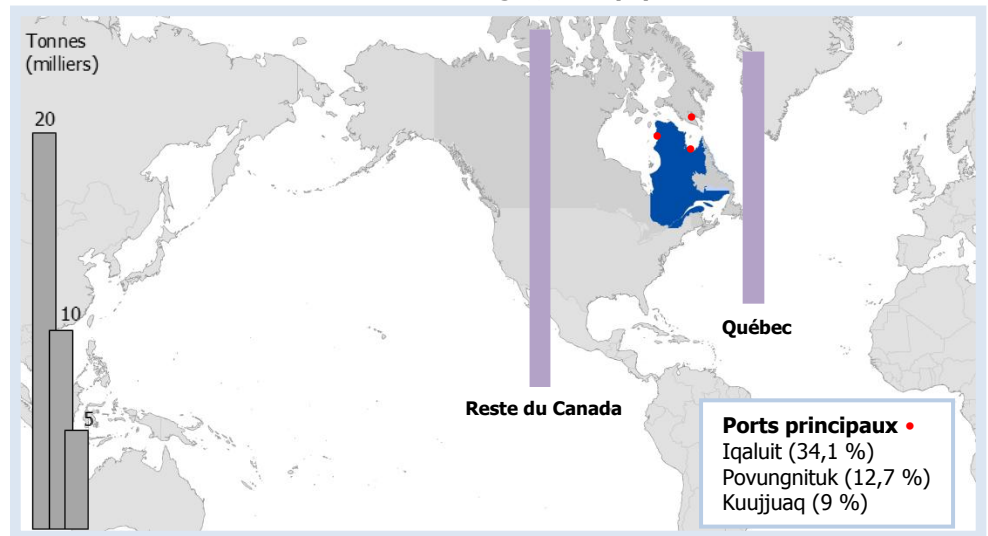 Tonnes
(milliers)
20
10
5
Québec
Reste du Canada
Ports principaux •
Iqaluit (34,1 %)
Povungnituk (12,7 %)
Kuujjuaq (9 %)